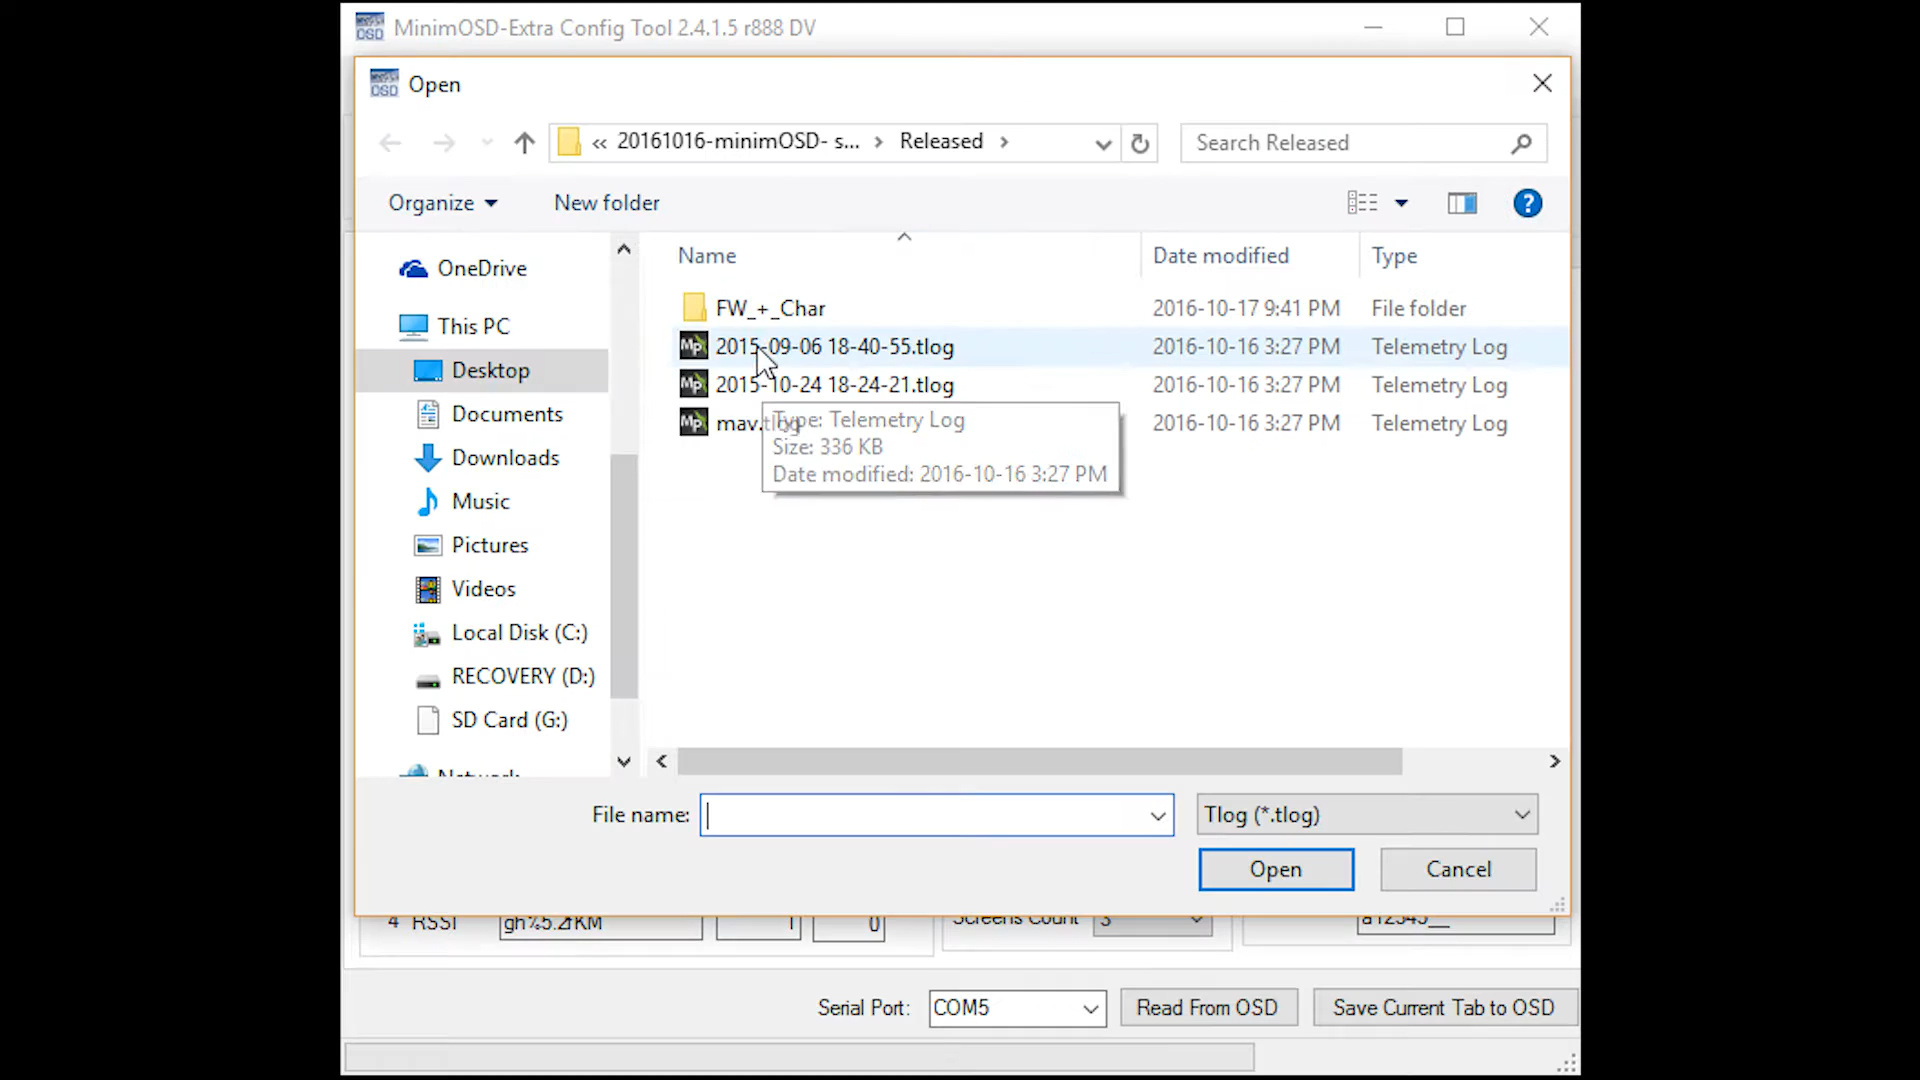 MinimOSD-Extra Config Tool 2.4.1.5 r888 DV
Open
« 20161016-minimOSD- s... › Released ›
Search Released
Organize
New folder
?
OneDrive
This PC
Desktop
Documents
Downloads
Music
Pictures
Videos
Local Disk (C:)
RECOVERY (D:)
SD Card (G:)
Network
Name Date modified Type
FW_+_Char 2016-10-17 9:41 PM File folder
2015-09-06 18-40-55.tlog 2016-10-16 3:27 PM Telemetry Log
2015-10-24 18-24-21.tlog 2016-10-16 3:27 PM Telemetry Log
mav.tlog 2016-10-16 3:27 PM Telemetry Log
Type: Telemetry Log
Size: 336 KB
Date modified: 2016-10-16 3:27 PM
File name:
Tlog (*.tlog)
Open
Cancel
4 RSSI 1 0 Screens Count 3 a12345__
Serial Port: COM5 Read From OSD Save Current Tab to OSD